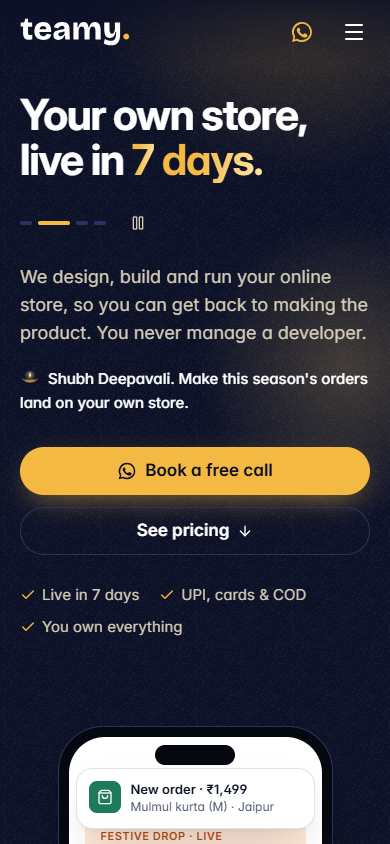 teamy.
Your own store,
live in 7 days.
We design, build and run your online
store, so you can get back to making the
product. You never manage a developer.
Shubh Deepavali. Make this season's orders
land on your own store.
Book a free call
See pricing ↓
Live in 7 days
UPI, cards & COD
You own everything
New order · ₹1,499
Mulmul kurta (M) · Jaipur
FESTIVE DROP · LIVE